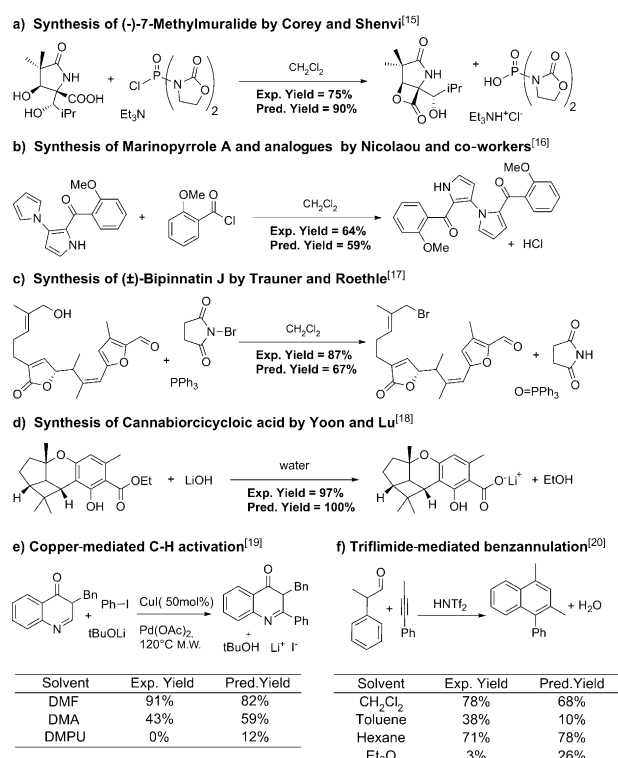 a) Synthesis of (-)-7-Methylmuralide by Corey and Shenvi[15]
O
NH
HO
COOH
HO
iPr
+
O
Cl
P
N
O
O
2
Et3N
CH2Cl2
Exp. Yield = 75%
Pred. Yield = 90%
O
NH
iPr
O
O
OH
+
O
HO
P
N
O
O
2
Et3NH+Cl-
b) Synthesis of Marinopyrrole A and analogues by Nicolaou and co-workers[16]
MeO
N
O
NH
+
OMe
O
Cl
CH2Cl2
Exp. Yield = 64%
Pred. Yield = 59%
MeO
HN
O
N
O
OMe
+ HCl
c) Synthesis of (±)-Bipinnatin J by Trauner and Roethle[17]
OH
O
O
O
O
+
O
N-Br
O
PPh3
CH2Cl2
Exp. Yield = 87%
Pred. Yield = 67%
Br
O
O
O
O
+
O
NH
O
O=PPh3
d) Synthesis of Cannabiorcicyclic acid by Yoon and Lu[18]
O
H
H
OH
O
OEt
+ LiOH
water
Exp. Yield = 97%
Pred. Yield = 100%
O
H
H
OH
O
O-Li+
+ EtOH
e) Copper-mediated C-H activation[19]
O
Bn
N
+
Ph-I
tBuOLi
CuI( 50mol%)
Pd(OAc)2,
120°C M.W.
O
Bn
N
Ph
+
tBuOH Li+ I-
Solvent Exp. Yield Pred.Yield
DMF 91% 82%
DMA 43% 59%
DMPU 0% 12%
f) Triflimide-mediated benzannulation[20]
O
Ph
+
Ph
HNTf2
Ph
+ H2O
Solvent Exp. Yield Pred.Yield
CH2Cl2 78% 68%
Toluene 38% 10%
Hexane 71% 78%
Et2O 3% 26%